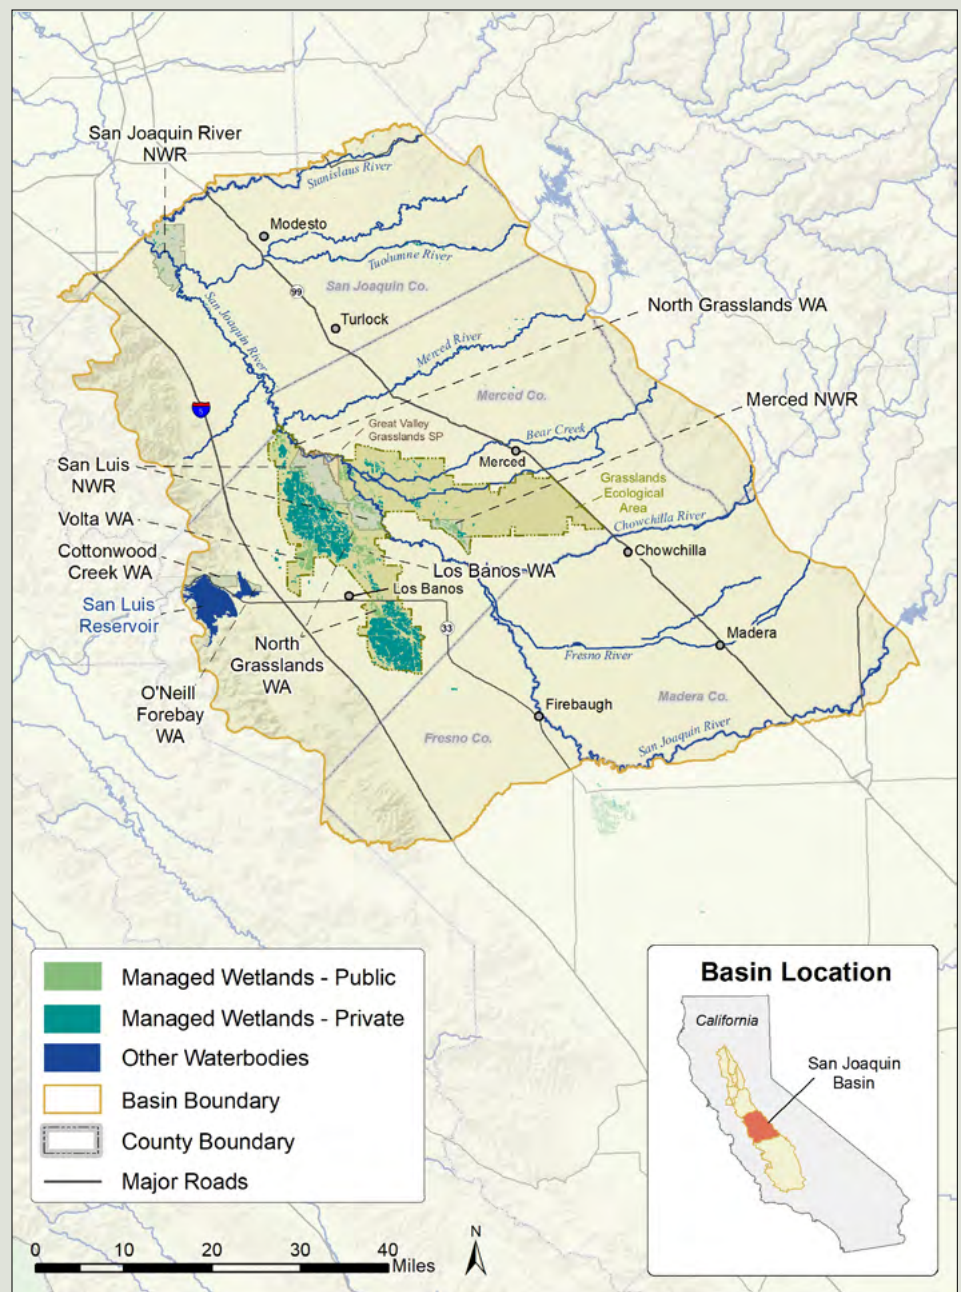 San Joaquin River
NWR
Stanislaus River
Modesto
Tuolumne River
99
San Joaquin Co.
San Joaquin River
Turlock
North Grasslands WA
Merced River
5
Merced Co.
Merced NWR
Great Valley
Grasslands SP
Bear Creek
Merced
San Luis
NWR
Grasslands
Ecological
Area
Volta WA
Chowchilla River
Cottonwood
Creek WA
Chowchilla
Los Banos WA
Los Banos
San Luis
Reservoir
33
Madera
North
Grasslands
WA
Fresno River
O'Neill
Forebay
WA
Madera Co.
Firebaugh
San Joaquin River
Fresno Co.
Managed Wetlands - Public
Managed Wetlands - Private
Other Waterbodies
Basin Boundary
County Boundary
Major Roads
0 10 20 30 40
Miles
N
Basin Location
California
San Joaquin
Basin